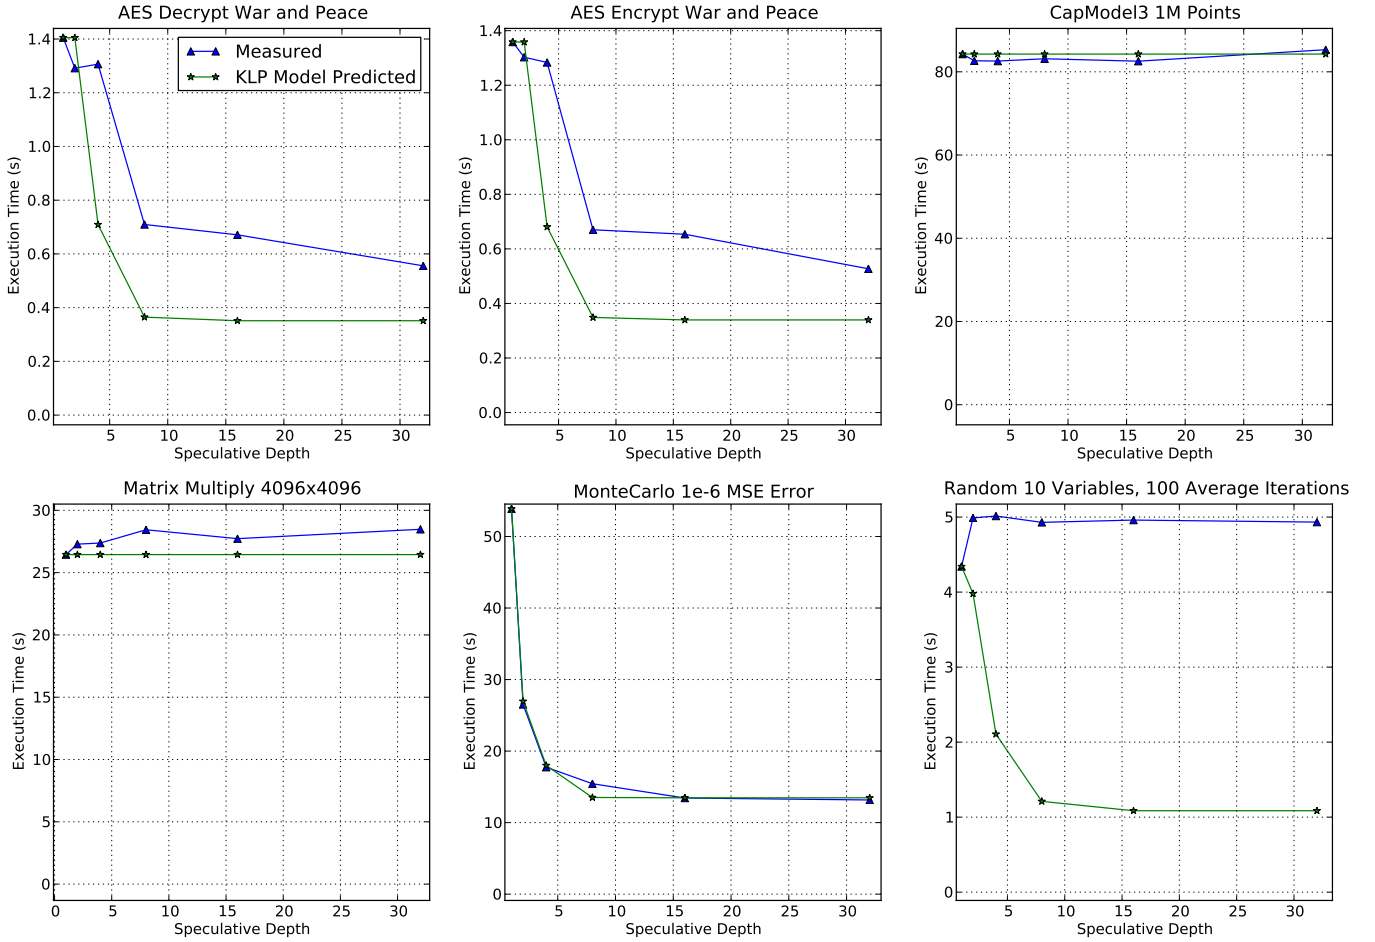 AES Decrypt War and Peace
Measured
KLP Model Predicted
1.4
1.2
1.0
0.8
0.6
0.4
0.2
0.0
Execution Time (s)
5 10 15 20 25 30
Speculative Depth
AES Encrypt War and Peace
1.4
1.2
1.0
0.8
0.6
0.4
0.2
0.0
Execution Time (s)
5 10 15 20 25 30
Speculative Depth
CapModel3 1M Points
80
60
40
20
0
Execution Time (s)
5 10 15 20 25 30
Speculative Depth
Matrix Multiply 4096x4096
30
25
20
15
10
5
0
Execution Time (s)
0 5 10 15 20 25 30
Speculative Depth
MonteCarlo 1e-6 MSE Error
50
40
30
20
10
0
Execution Time (s)
5 10 15 20 25 30
Speculative Depth
Random 10 Variables, 100 Average Iterations
5
4
3
2
1
0
Execution Time (s)
5 10 15 20 25 30
Speculative Depth